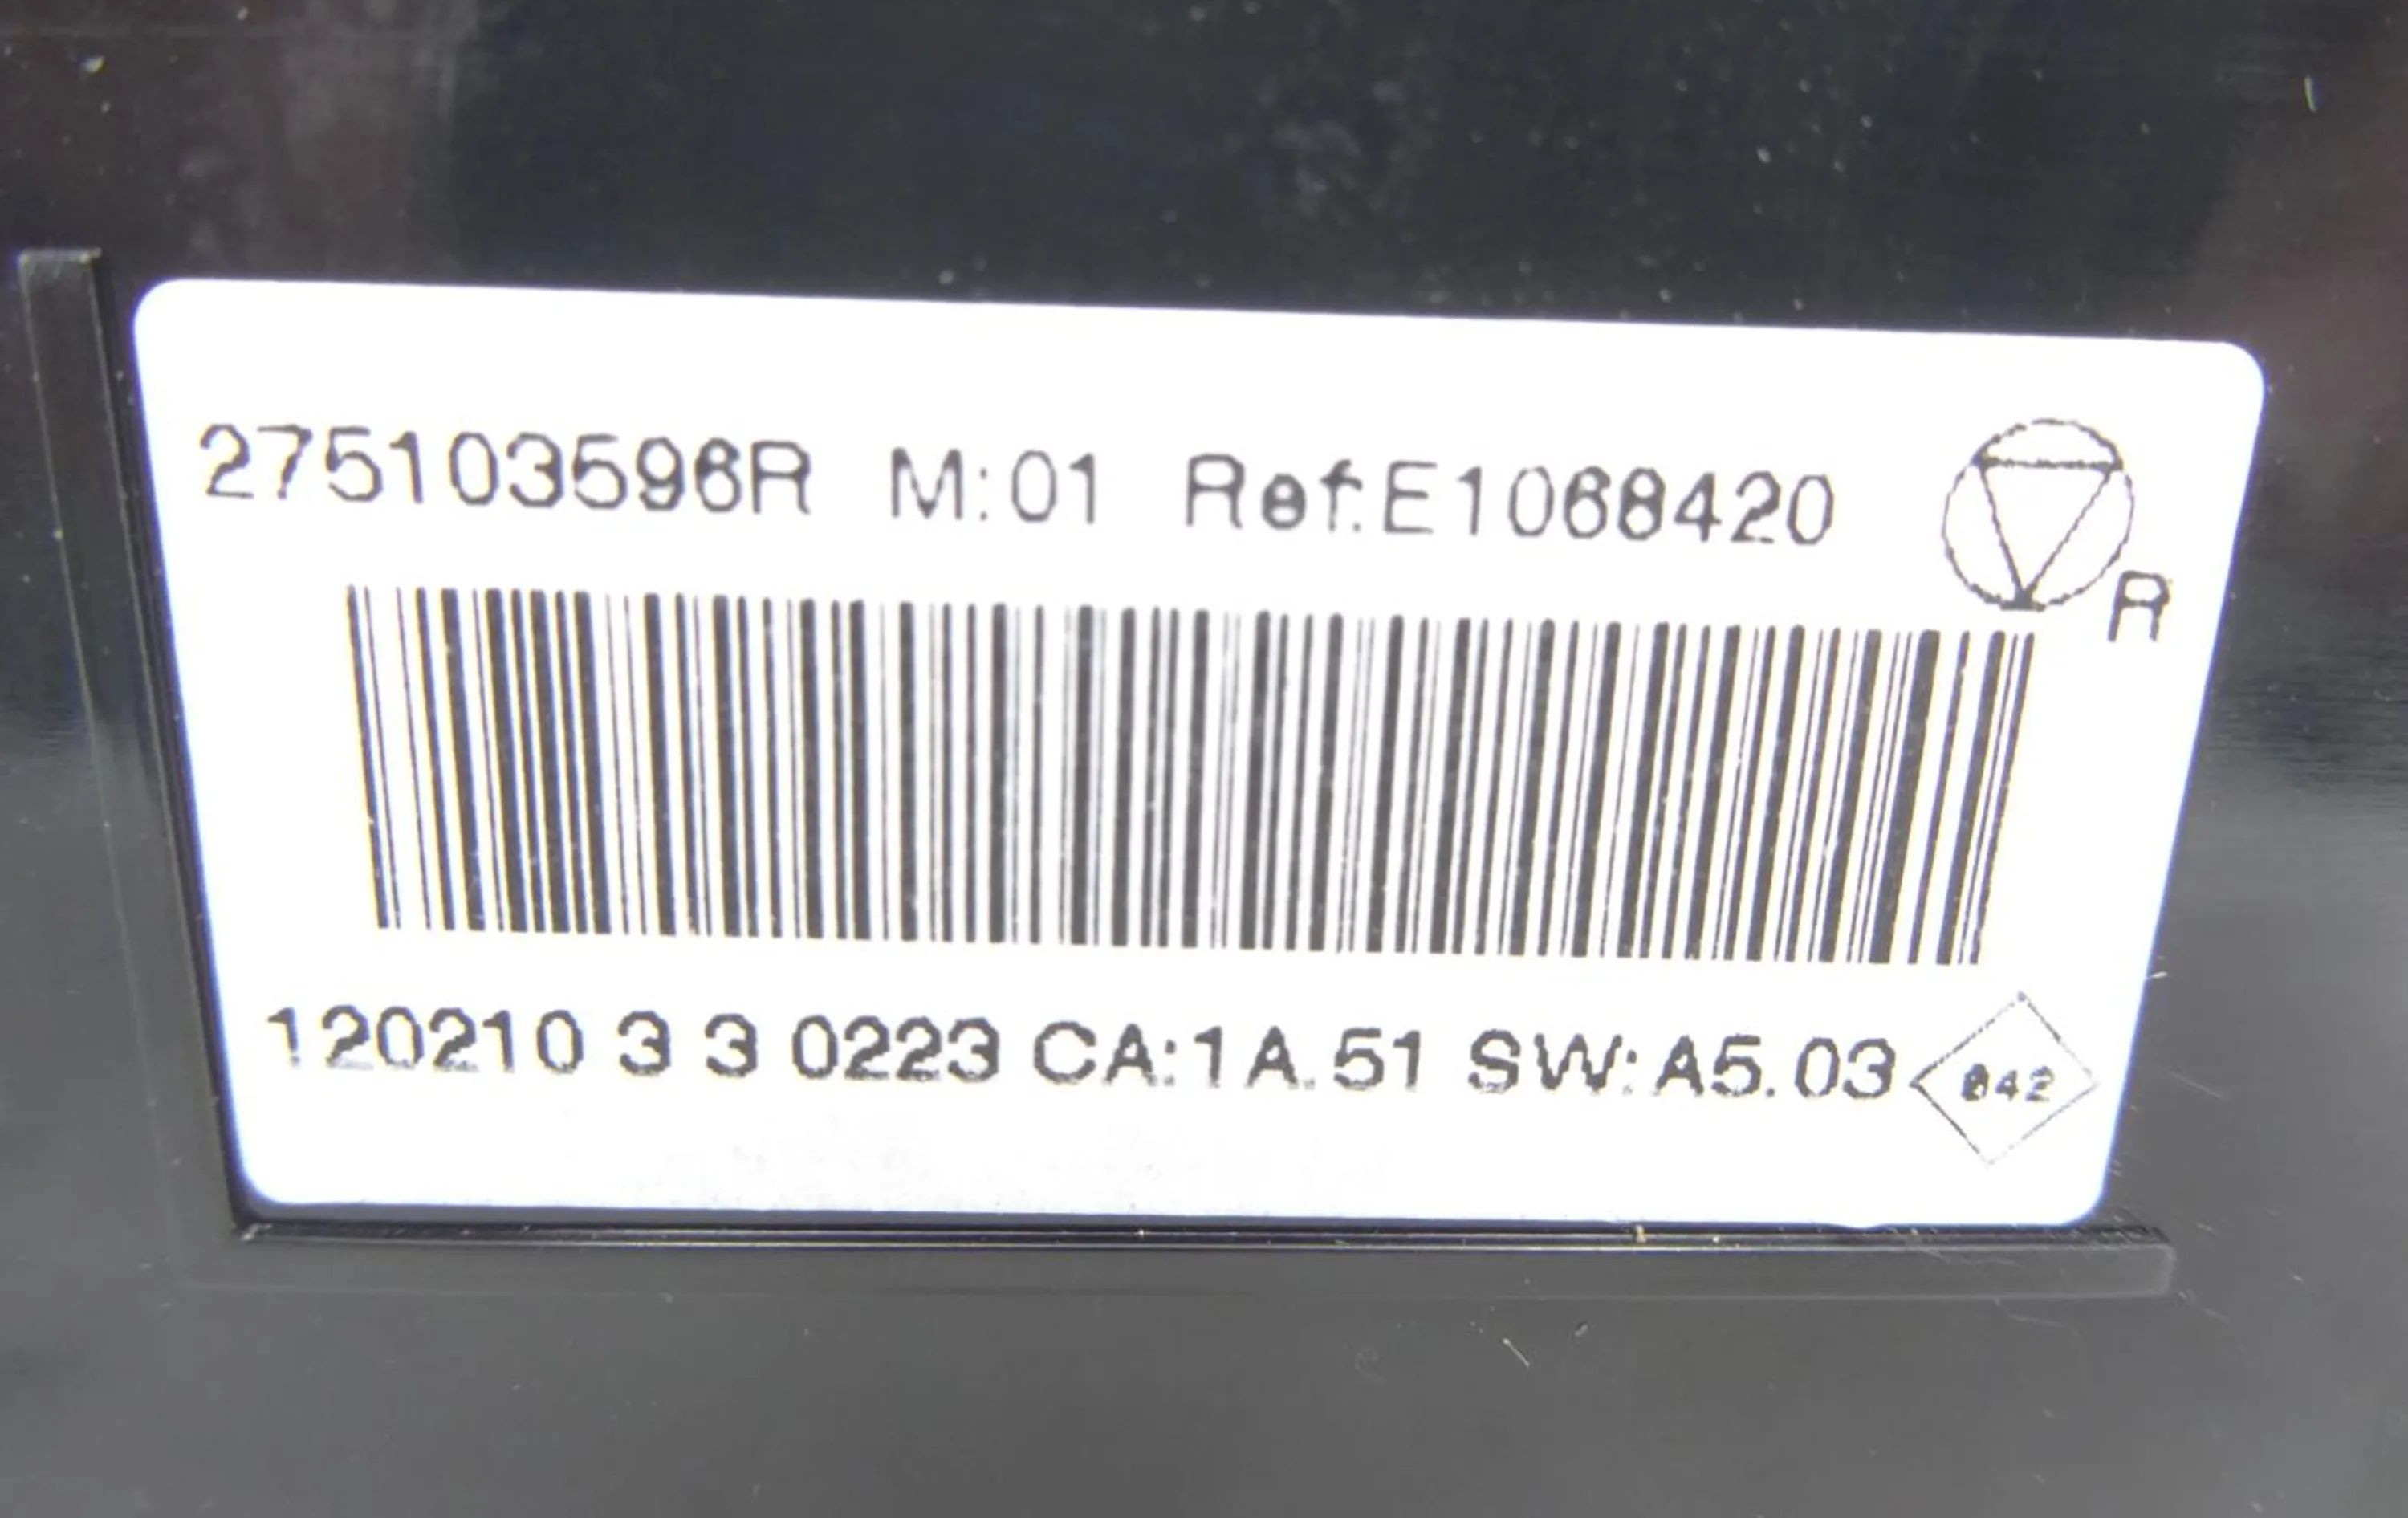 275103596R M:01 Ref.E1068420
R
120210 3 3 0223 CA:1A.51 SW:A5.03
842